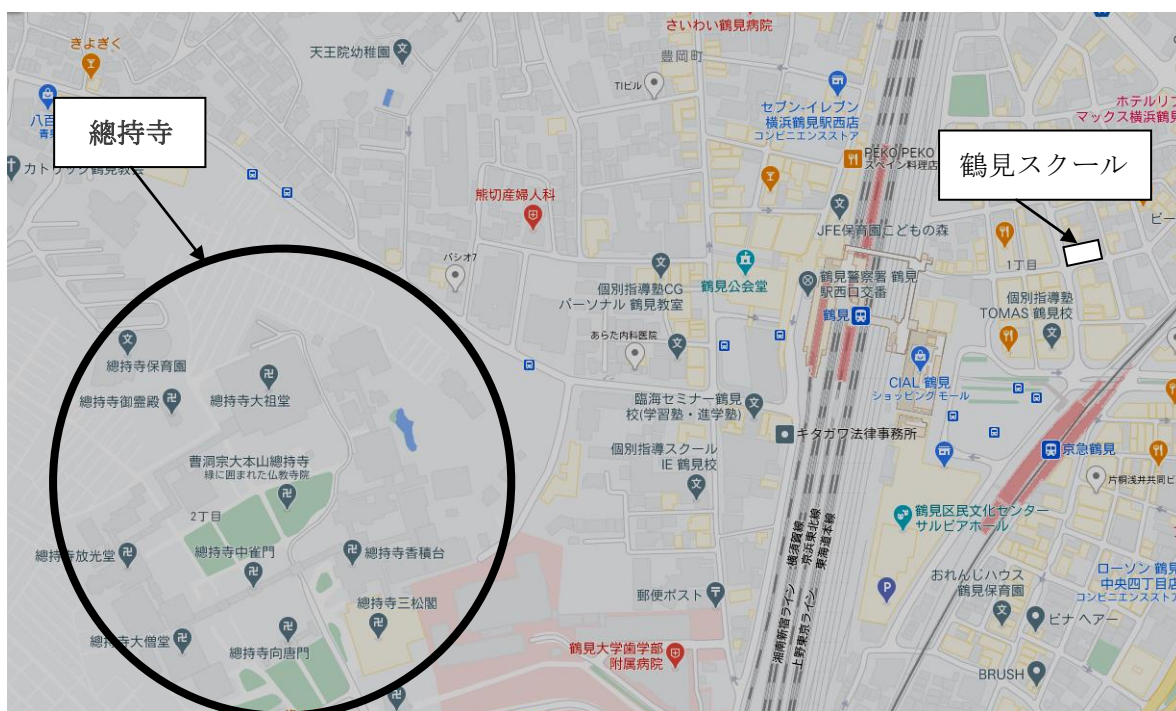 さいわい鶴見病院
きよぎく
天王院幼稚園
豊岡町
TIビル
セブン-イレブン
横浜鶴見駅西店
コンビニエンスストア
ホテルリブ
マックス横浜鶴見
八百
總持寺
カトリック鶴見教会
PEKO PEKO
スペイン料理店
鶴見スクール
熊切産婦人科
ビー
JFE保育園こどもの森
1丁目
パシオ7
個別指導塾CG
パーソナル 鶴見教室
鶴見公会堂
鶴見警察署 鶴見
駅西口交番
鶴見
個別指導塾
TOMAS 鶴見校
あらた内科医院
總持寺保育園
總持寺御霊殿
總持寺大祖堂
CIAL 鶴見
ショッピング モール
臨海セミナー鶴見
校(学習塾・進学塾)
キタガワ法律事務所
個別指導スクール
IE 鶴見校
京急鶴見
片桐浅井共同ビ
曹洞宗大本山總持寺
緑に囲まれた仏教寺院
2丁目
鶴見区民文化センター
サルビアホール
總持寺放光堂
總持寺中雀門
總持寺香積台
横須賀線
京浜東北線
東海道本線
湘南新宿ライン
上野東京ライン
おれんじハウス
鶴見保育園
ローソン 鶴見
中央四丁目店
コンビニエンススト
郵便ポスト
總持寺三松閣
P
ビナ ヘアー
總持寺大僧堂
總持寺向唐門
鶴見大学歯学部
附属病院
BRUSH